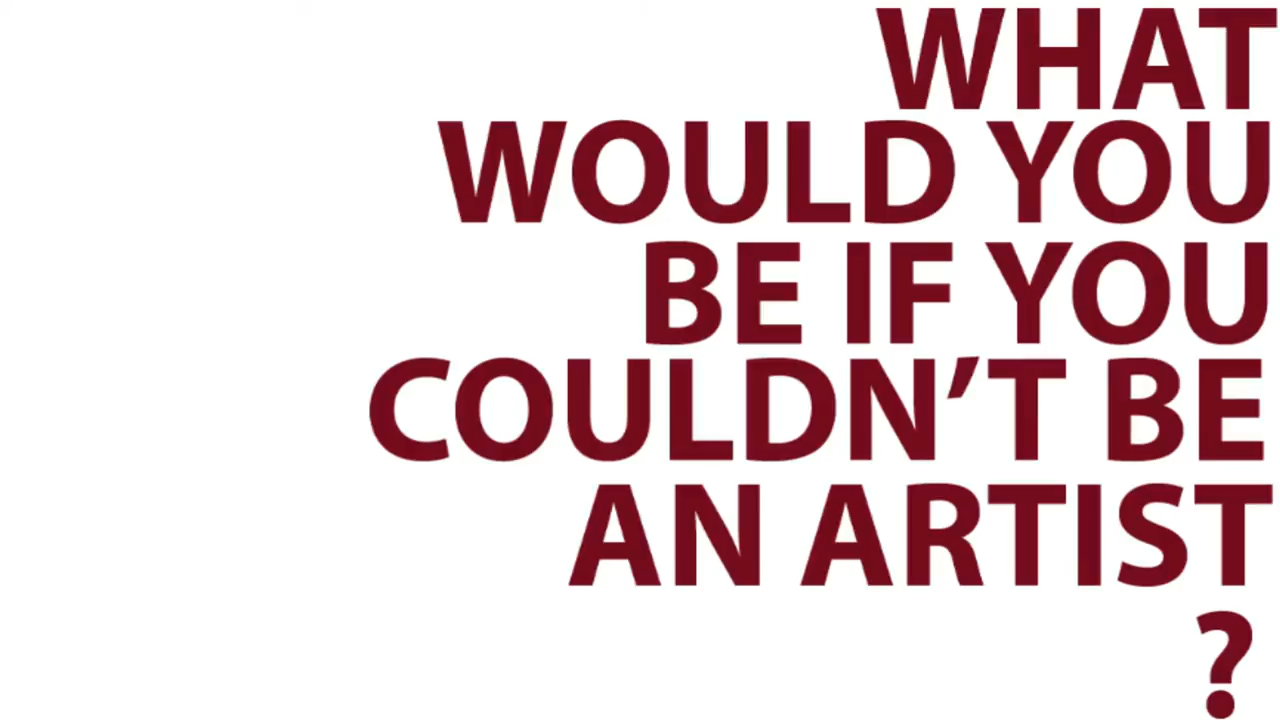 WHAT
WOULD YOU
BE IF YOU
COULDN’T BE
AN ARTIST
?